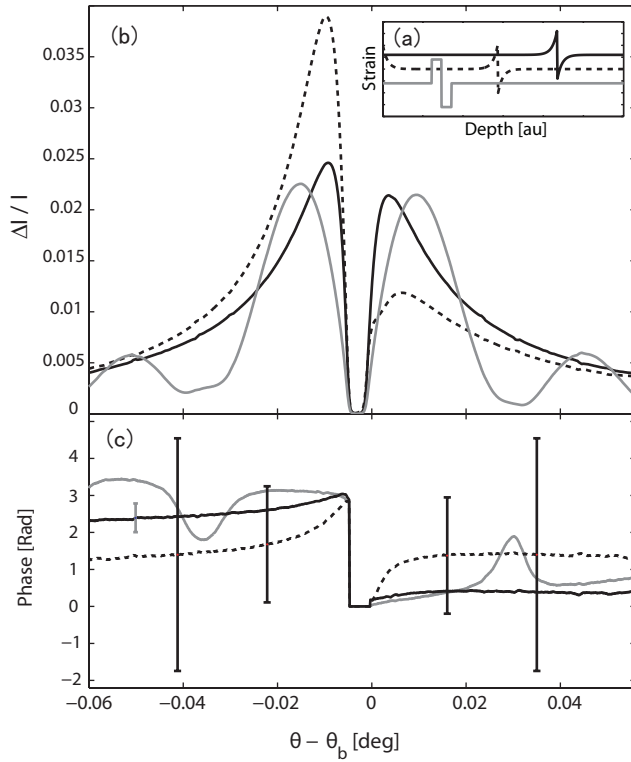 (b)
(a)
Strain
Depth [au]
ΔI / I
0.035
0.03
0.025
0.02
0.015
0.01
0.005
0
(c)
Phase [Rad]
4
3
2
1
0
−1
−2
−0.06
−0.04
−0.02
0
0.02
0.04
θ − θb [deg]